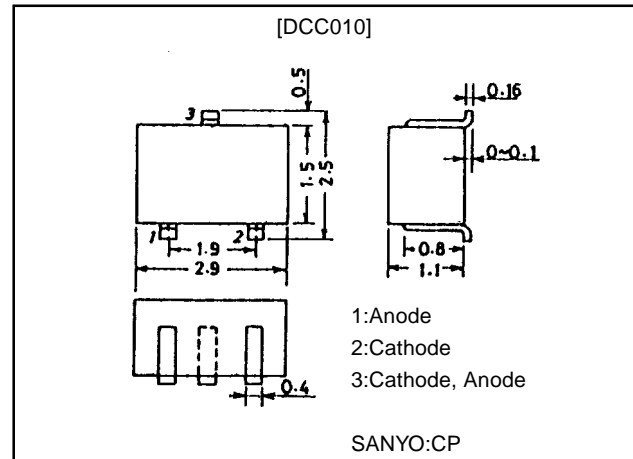 [DCC010]
0.5
3
0.16
1.5
2.5
0~0.1
1
2
1.9
2.9
0.8
1.1
0.4
1:Anode
2:Cathode
3:Cathode, Anode
SANYO:CP